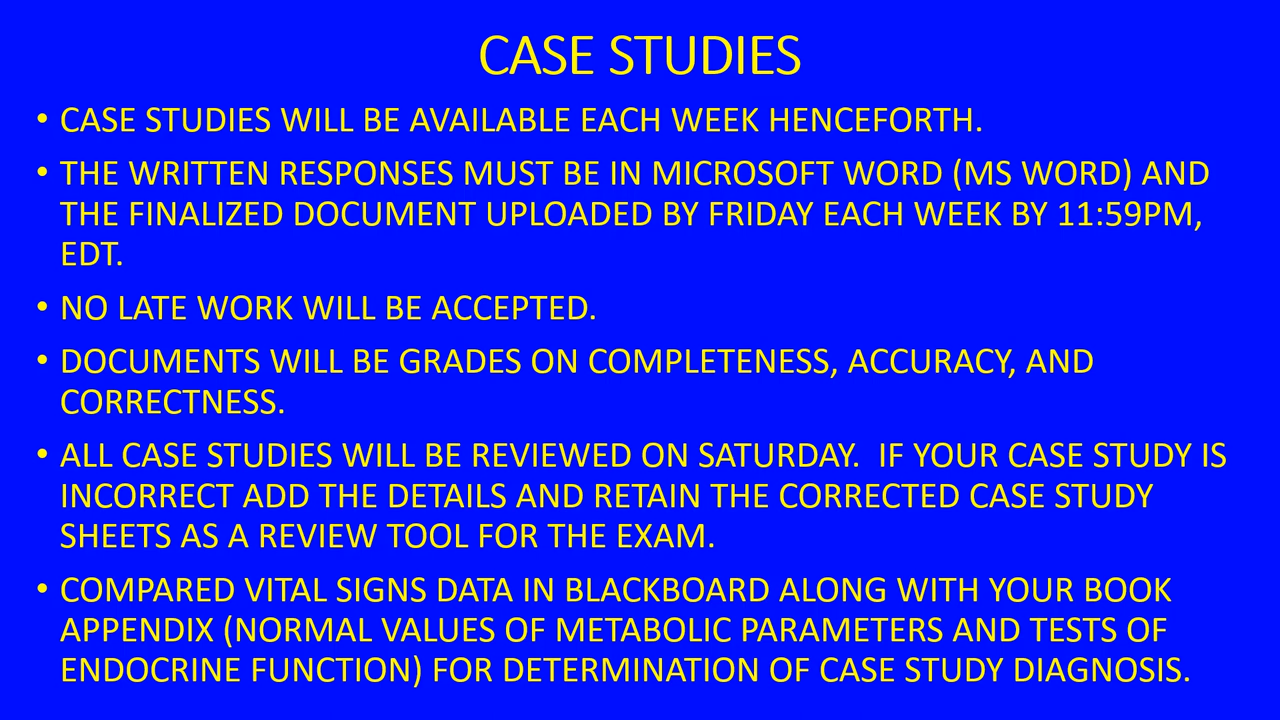 CASE STUDIES
• CASE STUDIES WILL BE AVAILABLE EACH WEEK HENCEFORTH.
• THE WRITTEN RESPONSES MUST BE IN MICROSOFT WORD (MS WORD) AND
THE FINALIZED DOCUMENT UPLOADED BY FRIDAY EACH WEEK BY 11:59PM,
EDT.
• NO LATE WORK WILL BE ACCEPTED.
• DOCUMENTS WILL BE GRADES ON COMPLETENESS, ACCURACY, AND
CORRECTNESS.
• ALL CASE STUDIES WILL BE REVIEWED ON SATURDAY.  IF YOUR CASE STUDY IS
INCORRECT ADD THE DETAILS AND RETAIN THE CORRECTED CASE STUDY
SHEETS AS A REVIEW TOOL FOR THE EXAM.
• COMPARED VITAL SIGNS DATA IN BLACKBOARD ALONG WITH YOUR BOOK
APPENDIX (NORMAL VALUES OF METABOLIC PARAMETERS AND TESTS OF
ENDOCRINE FUNCTION) FOR DETERMINATION OF CASE STUDY DIAGNOSIS.